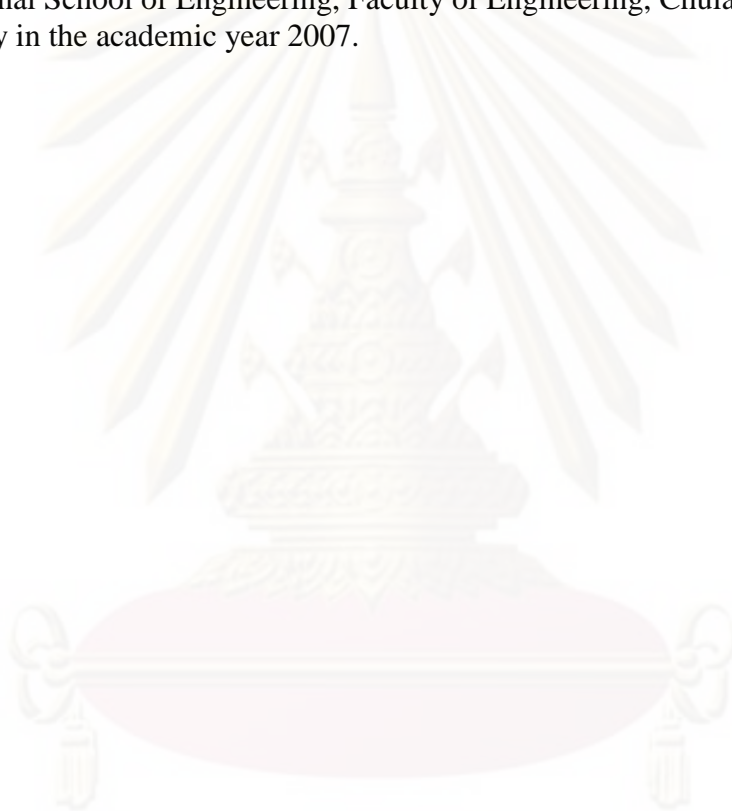 nal School of Engineering, Faculty of Engineering, Chula
y in the academic year 2007.